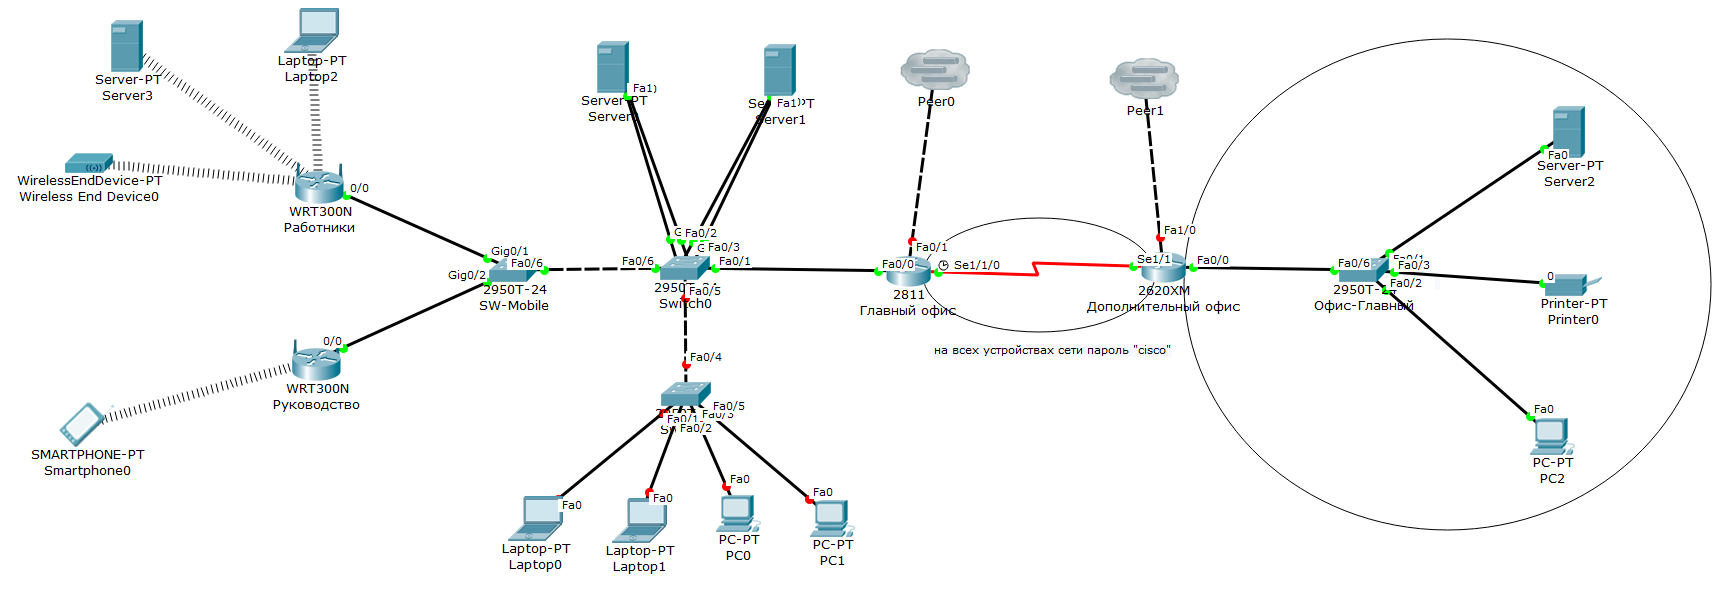 Server-PT
Server3
Laptop-PT
Laptop2
WirelessEndDevice-PT
Wireless End Device0
0/0
WRT300N
Работники
Gig0/1
Fa0/6
Gig0/2
2950T-24
SW-Mobile
0/0
WRT300N
Руководство
SMARTPHONE-PT
Smartphone0
Fa1
Fa1
Server1
Fa0/2
Fa0/3
Fa0/6
Fa0/1
Switch0
Fa0/5
Fa0/4
Fa0/5
Fa0/1
Fa0/3
Fa0/2
Fa0
Laptop-PT
Laptop0
Fa0
Laptop-PT
Laptop1
Fa0
PC-PT
PC0
Fa0
PC-PT
PC1
Peer0
Fa0/1
Fa0/0
Se1/1/0
2811
Главный офис
Peer1
Fa1/0
Se1/1
Fa0/0
2620XM
Дополнительный офис
на всех устройствах сети пароль "cisco"
Fa0/6
Fa0/3
Fa0/2
Офис-Главный
Fa0
Server-PT
Server2
0
Printer-PT
Printer0
Fa0
PC-PT
PC2